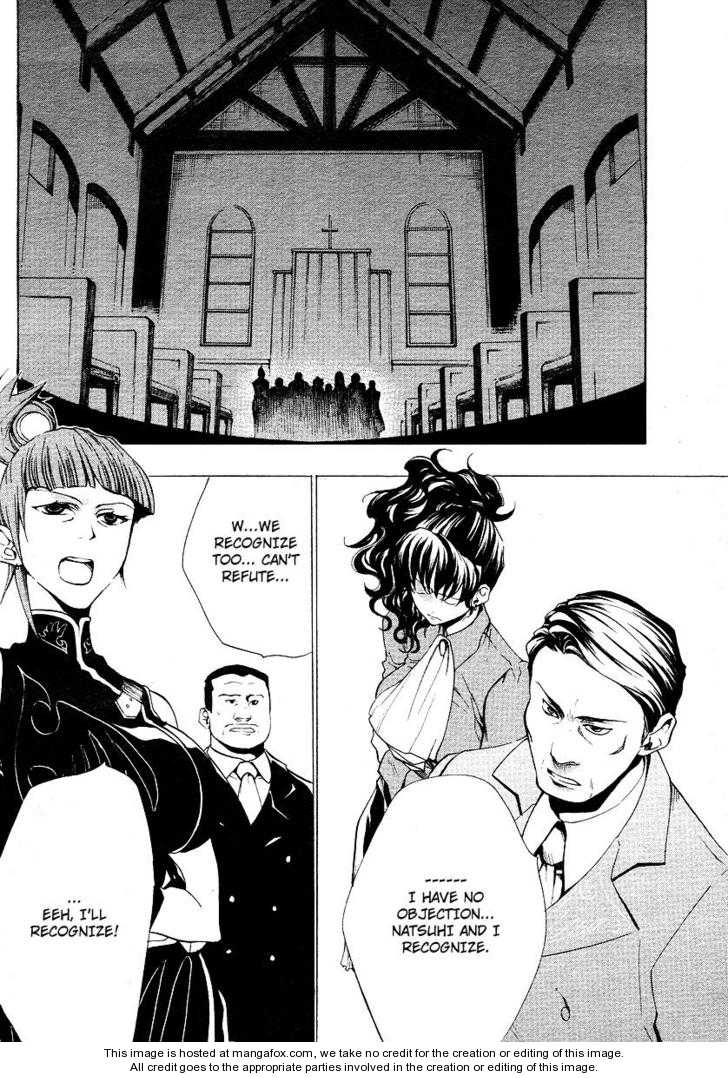 ------
I HAVE NO
OBJECTION...
NATSUHI AND I
RECOGNIZE.
W...WE
RECOGNIZE
TOO... CAN'T
REFUTE...
...
EEH, I'LL
RECOGNIZE!
This image is hosted at mangafox.com, we take no credit for the creation or editing of this image.
All credit goes to the appropriate parties involved in the creation or editing of this image.